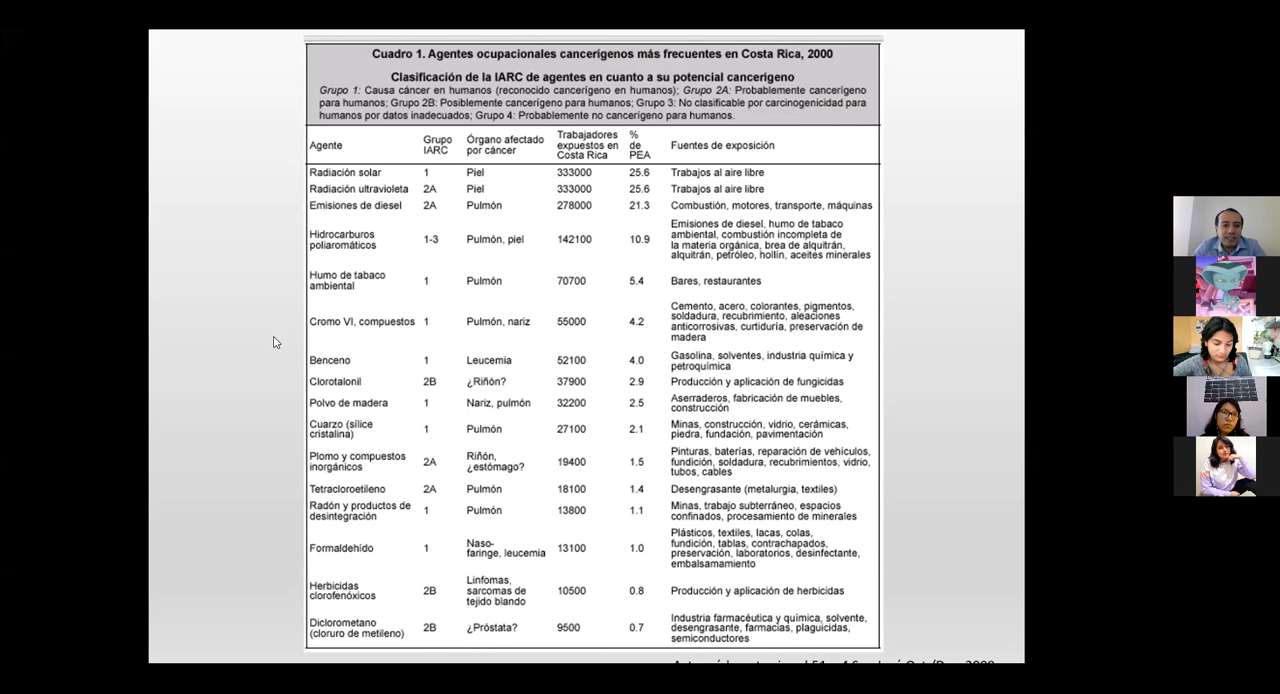 Cuadro 1. Agentes ocupacionales cancerígenos más frecuentes en Costa Rica, 2000
Clasificación de la IARC de agentes en cuanto a su potencial cancerigeno
Grupo 1: Causa cáncer en humanos (reconocido cancerígeno en humanos); Grupo 2A: Probablemente cancerígeno
para humanos; Grupo 2B: Posiblemente cancerígeno para humanos; Grupo 3: No clasificable por carcinogenicidad para
humanos por datos inadecuados; Grupo 4: Probablemente no cancerígeno para humanos.
Agente
Grupo
IARC
Órgano afectado
por cáncer
Trabajadores
expuestos en
Costa Rica
%
de
PEA
Fuentes de exposición
Radiación solar 1 Piel 333000 25.6 Trabajos al aire libre
Radiación ultravioleta 2A Piel 333000 25.6 Trabajos al aire libre
Emisiones de diesel 2A Pulmón 278000 21.3 Combustión, motores, transporte, máquinas
Hidrocarburos
poliaromáticos
1-3 Pulmón, piel 142100 10.9
Emisiones de diesel, humo de tabaco
ambiental, combustión incompleta de
la materia orgánica, brea de alquitrán,
alquitrán, petróleo, hollín, aceites minerales
Humo de tabaco
ambiental
1 Pulmón 70700 5.4 Bares, restaurantes
Cromo VI, compuestos 1 Pulmón, nariz 55000 4.2
Cemento, acero, colorantes, pigmentos,
soldadura, recubrimiento, aleaciones
anticorrosivas, curtiduría, preservación de
madera
Benceno 1 Leucemia 52100 4.0
Gasolina, solventes, industria química y
petroquímica
Clorotalonil 2B ¿Riñón? 37900 2.9 Producción y aplicación de fungicidas
Polvo de madera 1 Nariz, pulmón 32200 2.5
Aserraderos, fabricación de muebles,
construcción
Cuarzo (sílice
cristalina)
1 Pulmón 27100 2.1
Minas, construcción, vidrio, cerámicas,
piedra, fundación, pavimentación
Plomo y compuestos
inorgánicos
2A
Riñón,
¿estómago?
19400 1.5
Pinturas, baterías, reparación de vehículos,
fundición, soldadura, recubrimientos, vidrio,
tubos, cables
Tetracloroetileno 2A Pulmón 18100 1.4 Desengrasante (metalurgia, textiles)
Radón y productos de
desintegración
1 Pulmón 13800 1.1
Minas, trabajo subterráneo, espacios
confinados, procesamiento de minerales
Formaldehído 1
Naso-
faringe, leucemia
13100 1.0
Plásticos, textiles, lacas, colas,
fundición, tablas, contrachapados,
preservación, laboratorios, desinfectante,
embalsamamiento
Herbicidas
clorofenóxicos
2B
Linfomas,
sarcomas de
tejido blando
10500 0.8 Producción y aplicación de herbicidas
Diclorometano
(cloruro de metileno)
2B ¿Próstata? 9500 0.7
Industria farmacéutica y química, solvente,
desengrasante, farmacias, plaguicidas,
semiconductores